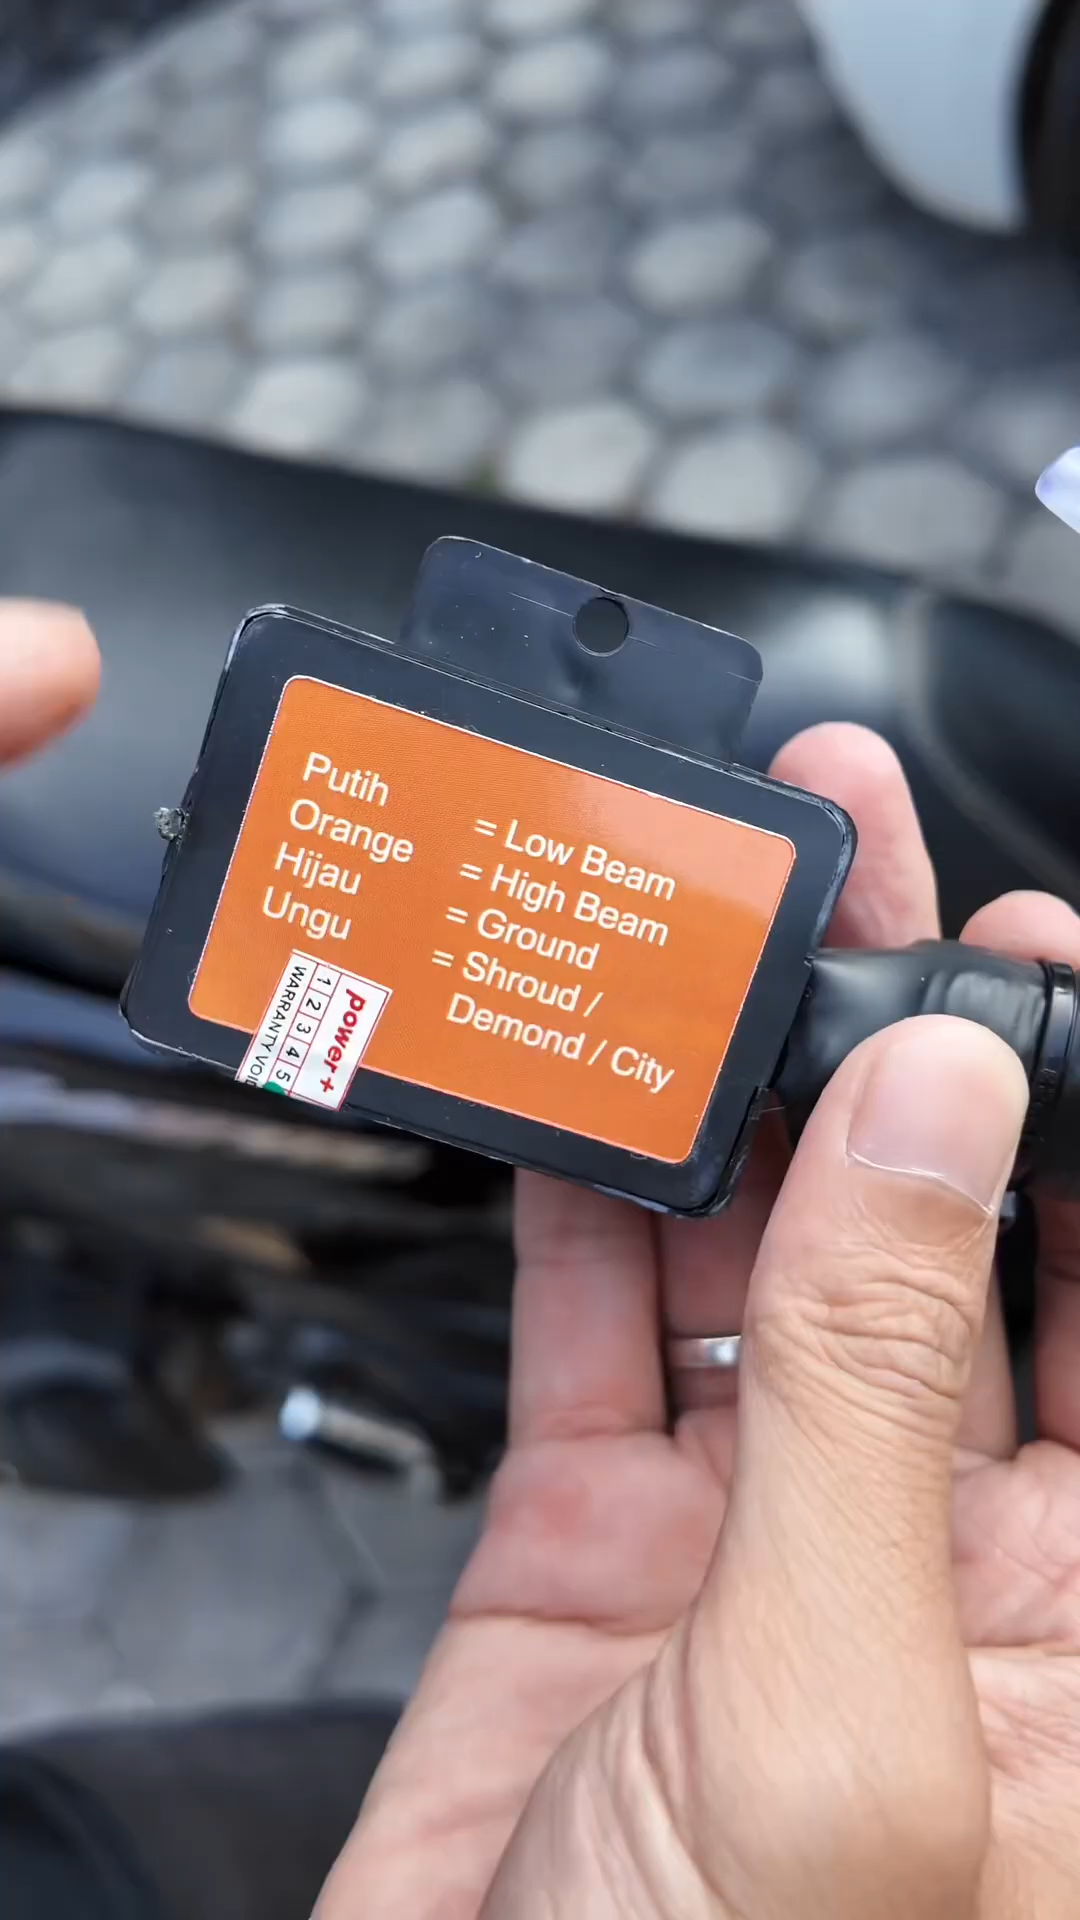 Putih = Low Beam
Orange = High Beam
Hijau = Ground
Ungu = Shroud /
Demond / City
power+
1 2 3 4 5
WARRANTY VOID